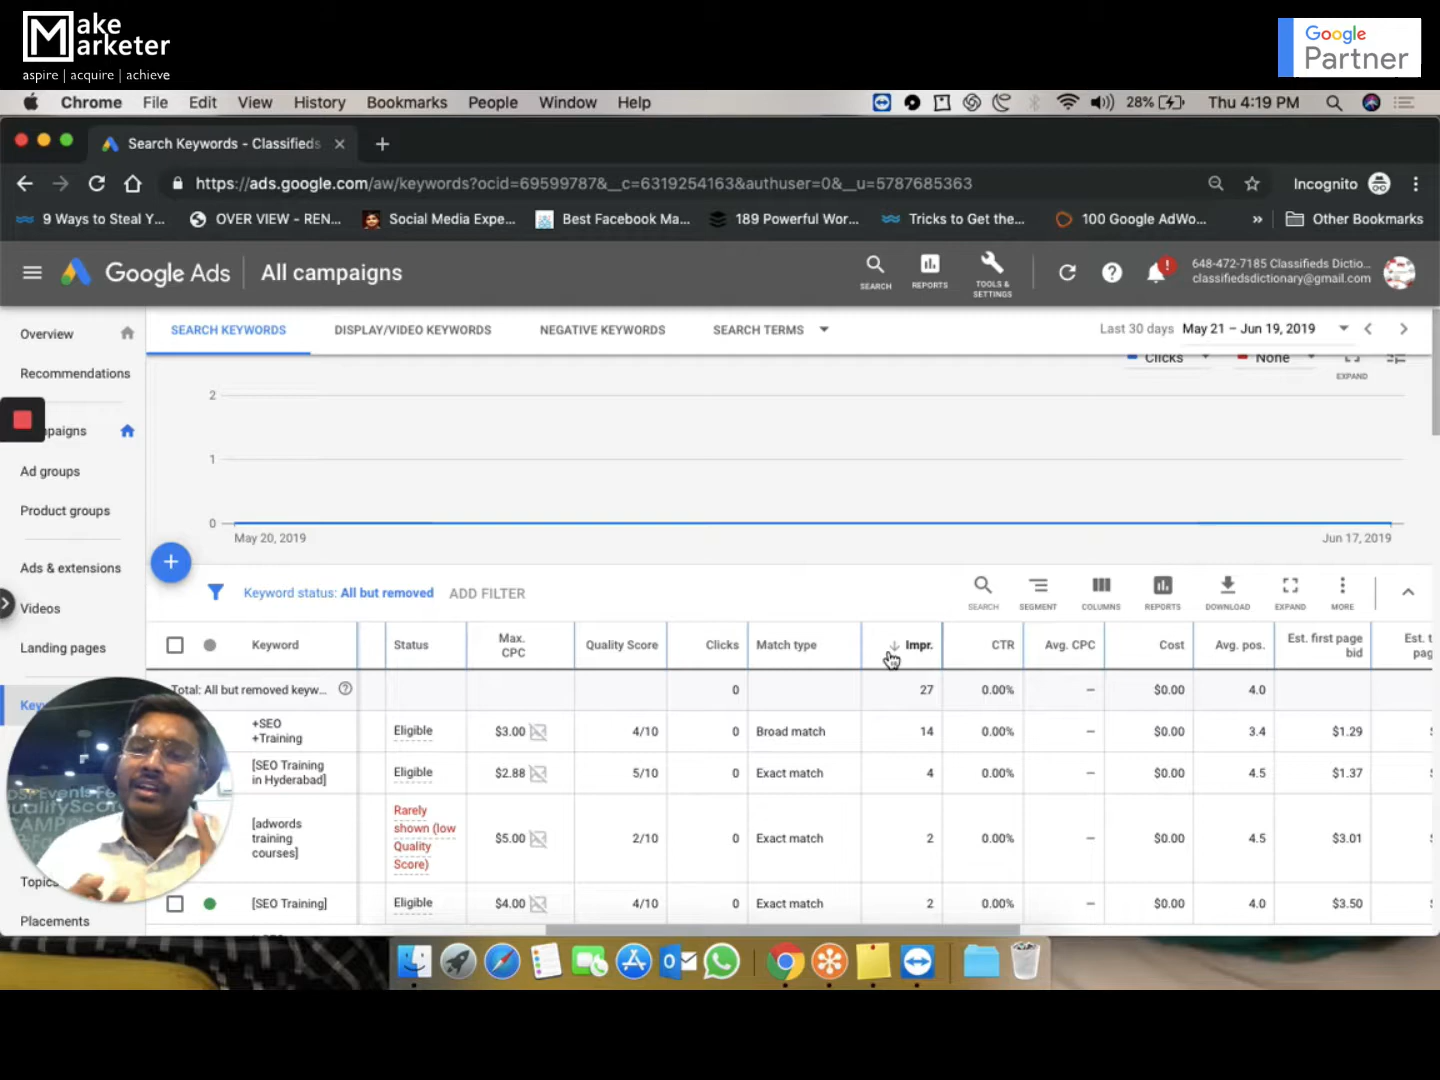 Make
Marketer
aspire | acquire | achieve
Google
Partner
Chrome File Edit View History Bookmarks People Window Help 28% Thu 4:19 PM
Search Keywords - Classifieds
https://ads.google.com/aw/keywords?ocid=69599787&__c=6319254163&authuser=0&__u=5787685363 Incognito
9 Ways to Steal Y... OVER VIEW - REN... Social Media Expe... Best Facebook Ma... 189 Powerful Wor... Tricks to Get the... 100 Google AdWo... » Other Bookmarks
Google Ads All campaigns
SEARCH REPORTS TOOLS & SETTINGS
648-472-7185 Classifieds Dictio...
classifiedsdictionary@gmail.com
Overview
Recommendations
paigns
Ad groups
Product groups
Ads & extensions
Videos
Landing pages
Key
Topics
Placements
SEARCH KEYWORDS DISPLAY/VIDEO KEYWORDS NEGATIVE KEYWORDS SEARCH TERMS Last 30 days May 21 – Jun 19, 2019
Clicks None
EXPAND
2
1
0
May 20, 2019 Jun 17, 2019
Keyword status: All but removed ADD FILTER
SEARCH SEGMENT COLUMNS REPORTS DOWNLOAD EXPAND MORE
Keyword Status Max. CPC Quality Score Clicks Match type Impr. CTR Avg. CPC Cost Avg. pos. Est. first page bid Est. t pag
Total: All but removed keyw... 0 27 0.00% – $0.00 4.0
+SEO +Training Eligible $3.00 4/10 0 Broad match 14 0.00% – $0.00 3.4 $1.29
[SEO Training in Hyderabad] Eligible $2.88 5/10 0 Exact match 4 0.00% – $0.00 4.5 $1.37
[adwords training courses] Rarely shown (low Quality Score) $5.00 2/10 0 Exact match 2 0.00% – $0.00 4.5 $3.01
[SEO Training] Eligible $4.00 4/10 0 Exact match 2 0.00% – $0.00 4.0 $3.50